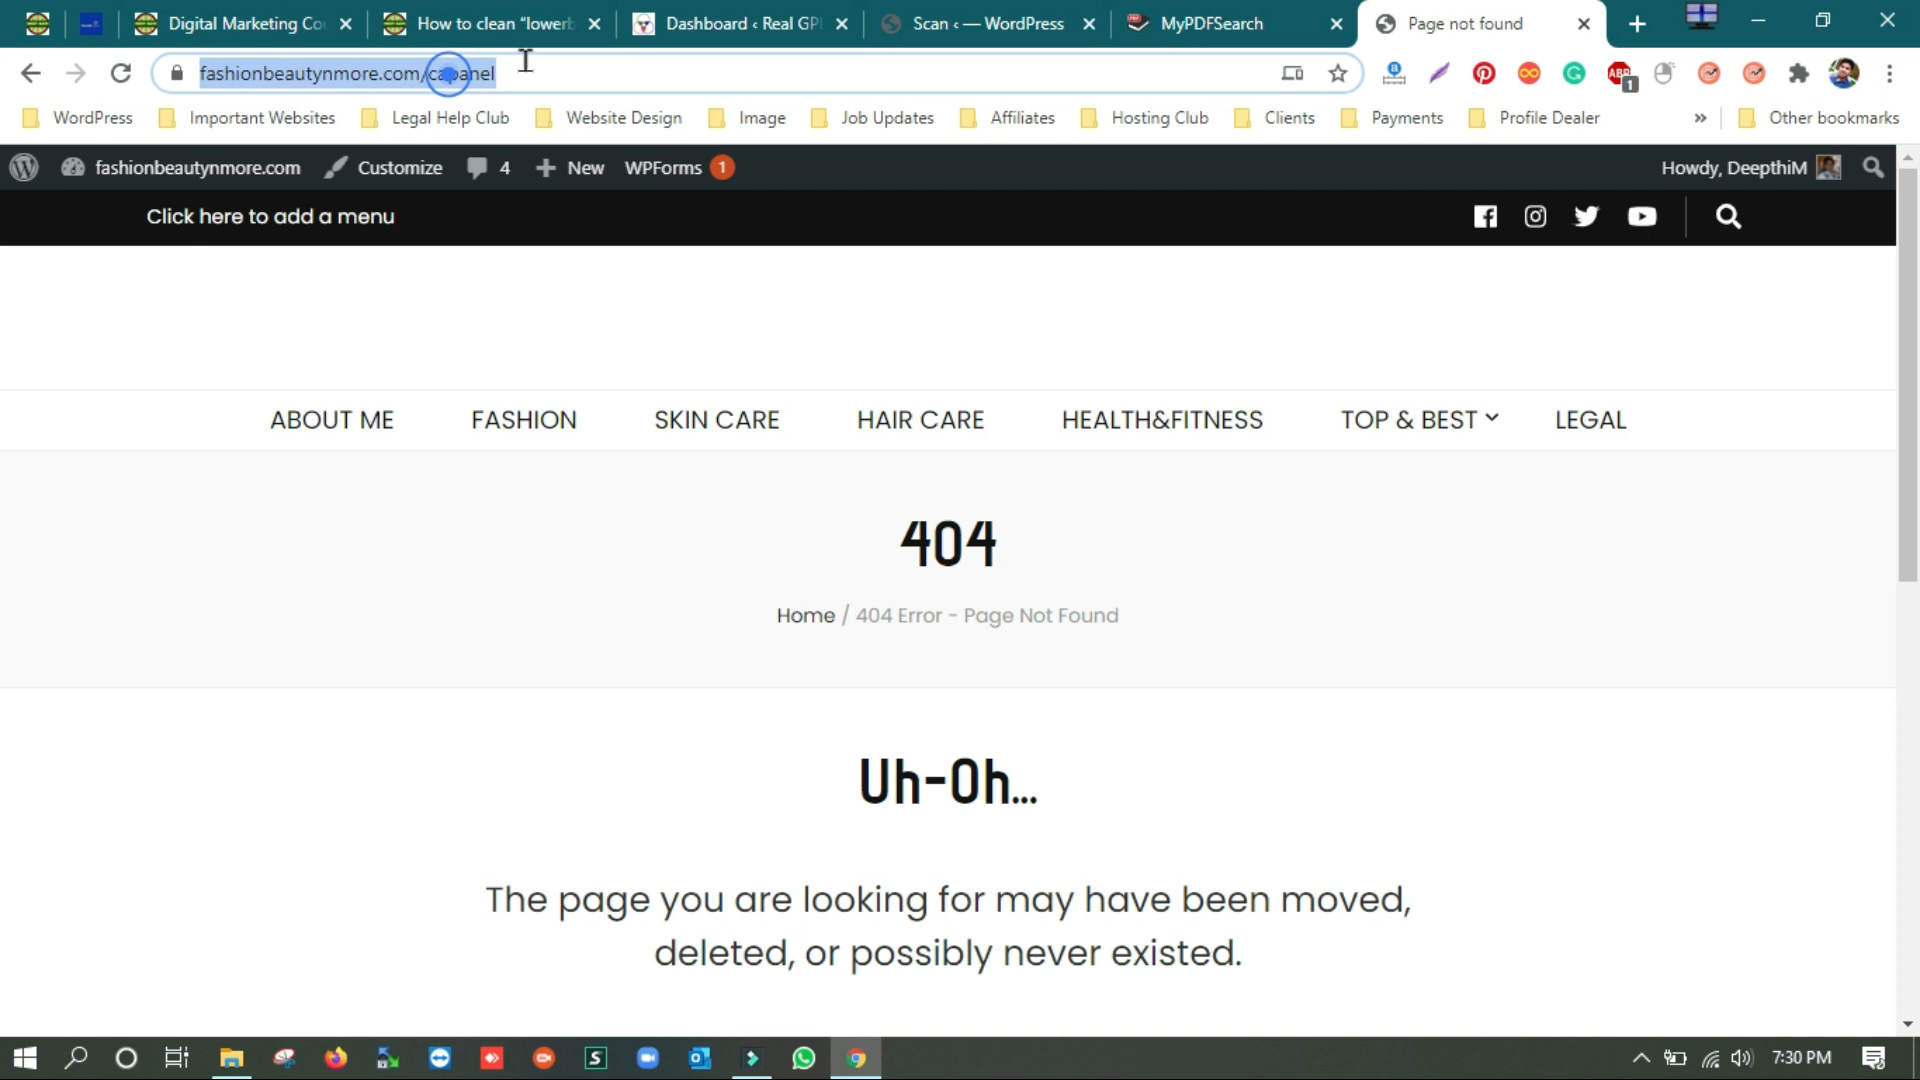 Digital Marketing Co
How to clean “lowerb
Dashboard ‹ Real GP
Scan ‹ — WordPress
MyPDFSearch
Page not found
fashionbeautynmore.com/capanel
ABP
1
WordPress
Important Websites
Legal Help Club
Website Design
Image
Job Updates
Affiliates
Hosting Club
Clients
Payments
Profile Dealer
»
Other bookmarks
fashionbeautynmore.com
Customize
4
New
WPForms 1
Howdy, DeepthiM
Click here to add a menu
ABOUT ME
FASHION
SKIN CARE
HAIR CARE
HEALTH&FITNESS
TOP & BEST
LEGAL
404
Home / 404 Error - Page Not Found
Uh-Oh...
The page you are looking for may have been moved,
deleted, or possibly never existed.
7:30 PM